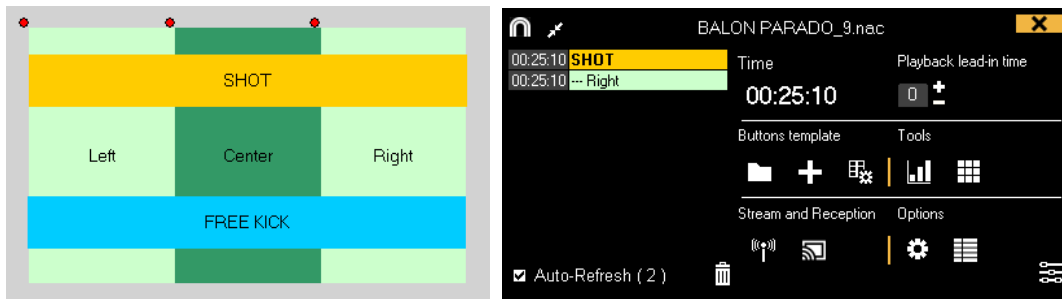 SHOT
Left Center Right
FREE KICK
BALON PARADO_9.nac
00:25:10 SHOT
00:25:10 --- Right
Time Playback lead-in time
00:25:10 0
Buttons template Tools
Stream and Reception Options
Auto-Refresh ( 2 )